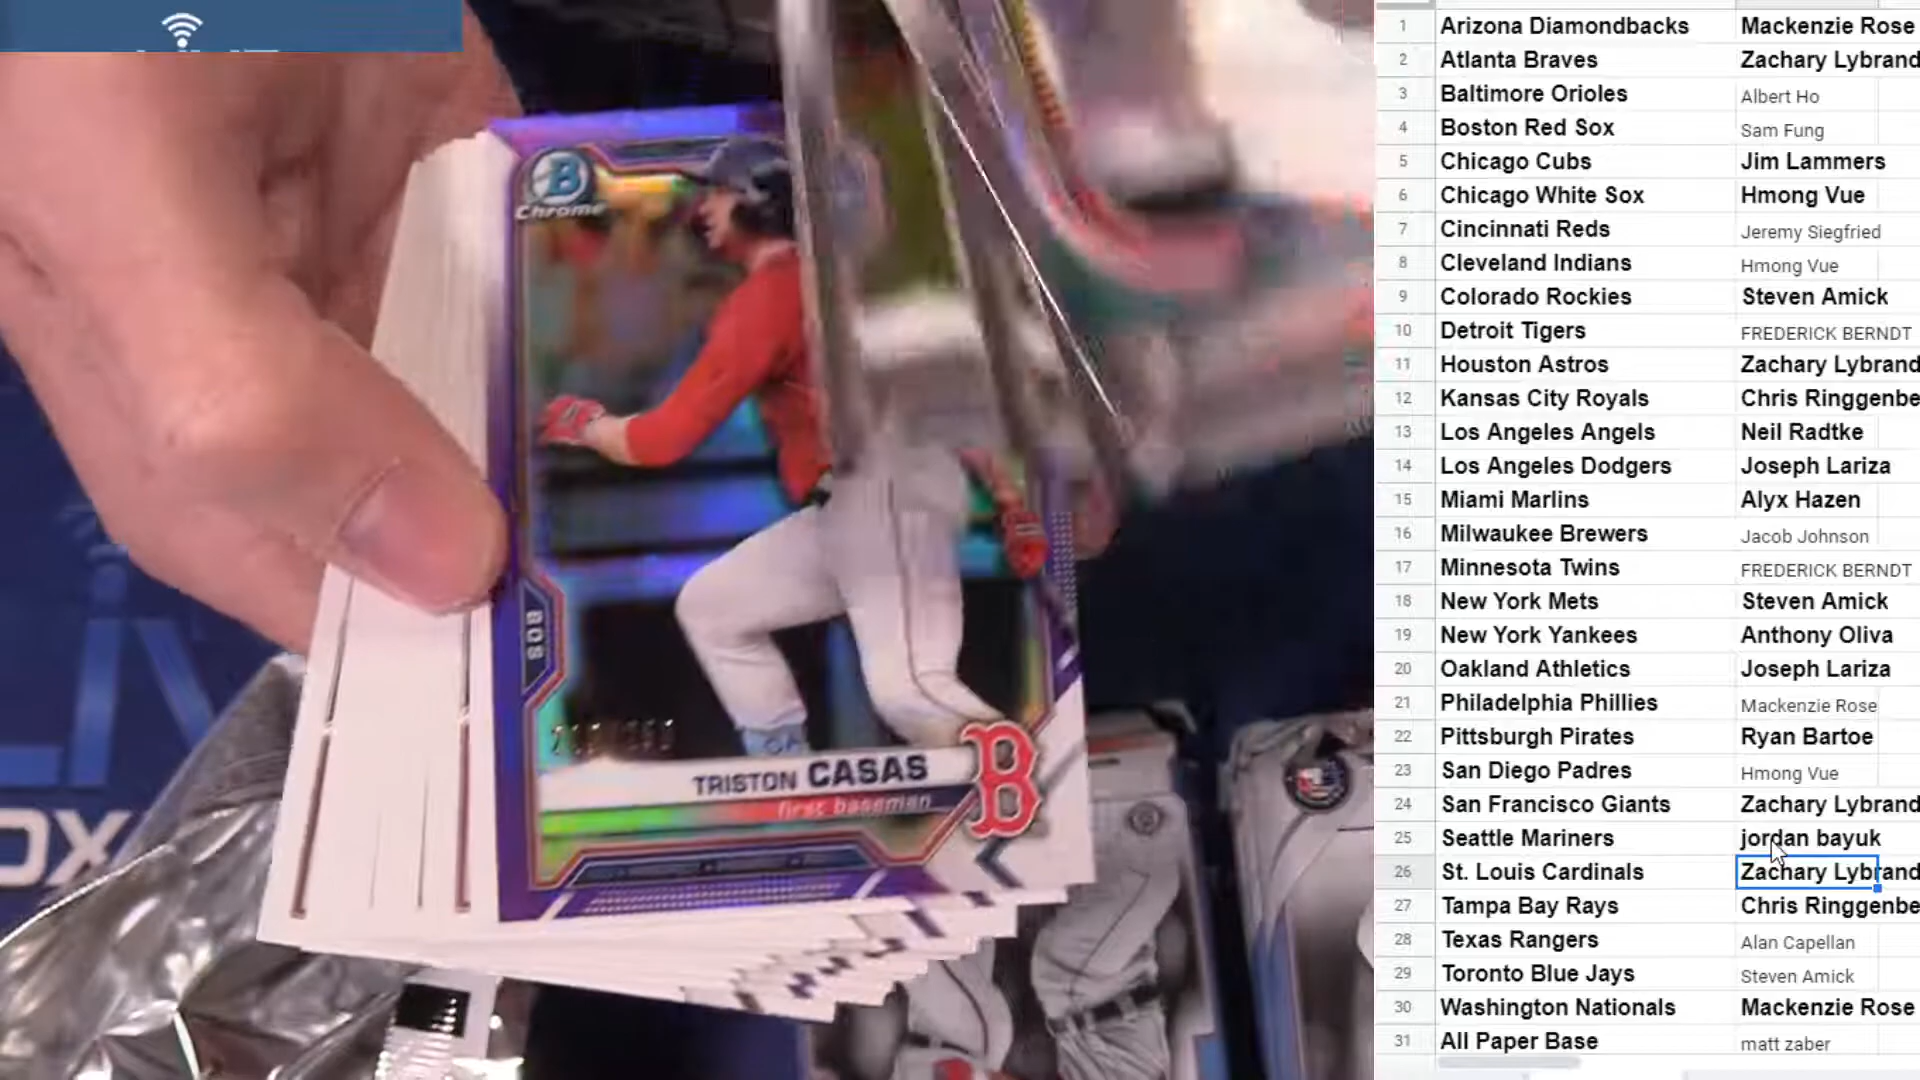 B
Chrome
BOS
TRISTON CASAS
first baseman
B
OX
1 Arizona Diamondbacks Mackenzie Rose
2 Atlanta Braves Zachary Lybrand
3 Baltimore Orioles Albert Ho
4 Boston Red Sox Sam Fung
5 Chicago Cubs Jim Lammers
6 Chicago White Sox Hmong Vue
7 Cincinnati Reds Jeremy Siegfried
8 Cleveland Indians Hmong Vue
9 Colorado Rockies Steven Amick
10 Detroit Tigers FREDERICK BERNDT
11 Houston Astros Zachary Lybrand
12 Kansas City Royals Chris Ringgenbe
13 Los Angeles Angels Neil Radtke
14 Los Angeles Dodgers Joseph Lariza
15 Miami Marlins Alyx Hazen
16 Milwaukee Brewers Jacob Johnson
17 Minnesota Twins FREDERICK BERNDT
18 New York Mets Steven Amick
19 New York Yankees Anthony Oliva
20 Oakland Athletics Joseph Lariza
21 Philadelphia Phillies Mackenzie Rose
22 Pittsburgh Pirates Ryan Bartoe
23 San Diego Padres Hmong Vue
24 San Francisco Giants Zachary Lybrand
25 Seattle Mariners jordan bayuk
26 St. Louis Cardinals Zachary Lybrand
27 Tampa Bay Rays Chris Ringgenbe
28 Texas Rangers Alan Capellan
29 Toronto Blue Jays Steven Amick
30 Washington Nationals Mackenzie Rose
31 All Paper Base matt zaber